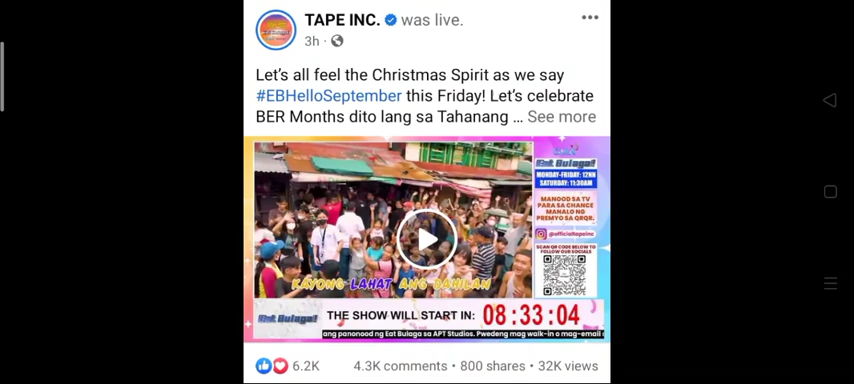 TAPE INC. was live.
3h
Let's all feel the Christmas Spirit as we say
#EBHelloSeptember this Friday! Let's celebrate
BER Months dito lang sa Tahanang ... See more
Eat Bulaga!
MONDAY-FRIDAY: 12NN
SATURDAY: 11:30AM
MANOOD SA TV
PARA SA CHANCE
MANALO NG
PREMYO SA QRQR.
@officialtapeinc
SCAN QR CODE BELOW TO
FOLLOW OUR SOCIALS
KAYONG LAHAT ANG DAHILAN
Eat Bulaga!
THE SHOW WILL START IN: 08:33:04
ang panonood ng Eat Bulaga sa APT Studios. Pwedeng mag walk-in o mag-email
6.2K
4.3K comments • 800 shares • 32K views